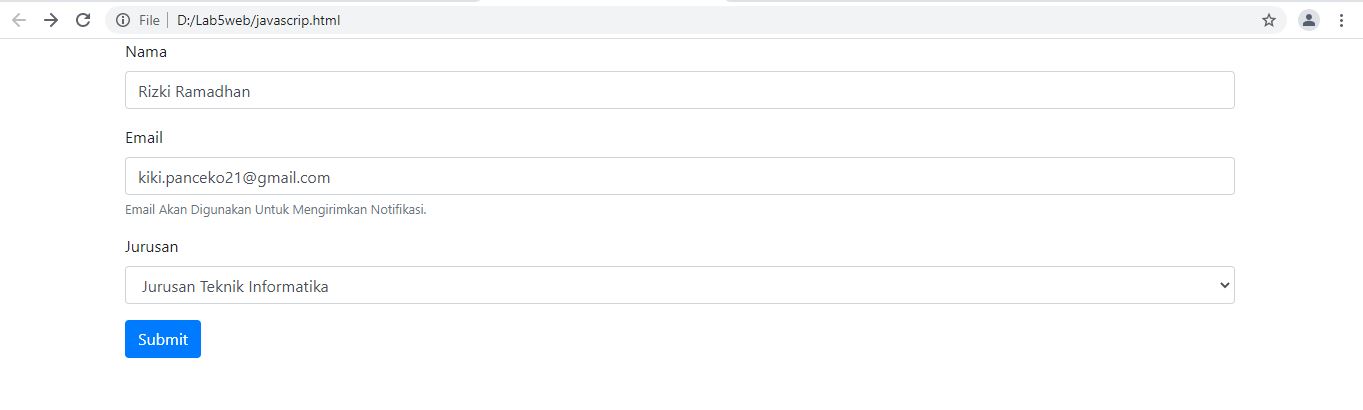 File | D:/Lab5web/javascrip.html
Nama
Rizki Ramadhan
Email
kiki.panceko21@gmail.com
Email Akan Digunakan Untuk Mengirimkan Notifikasi.
Jurusan
Jurusan Teknik Informatika
Submit